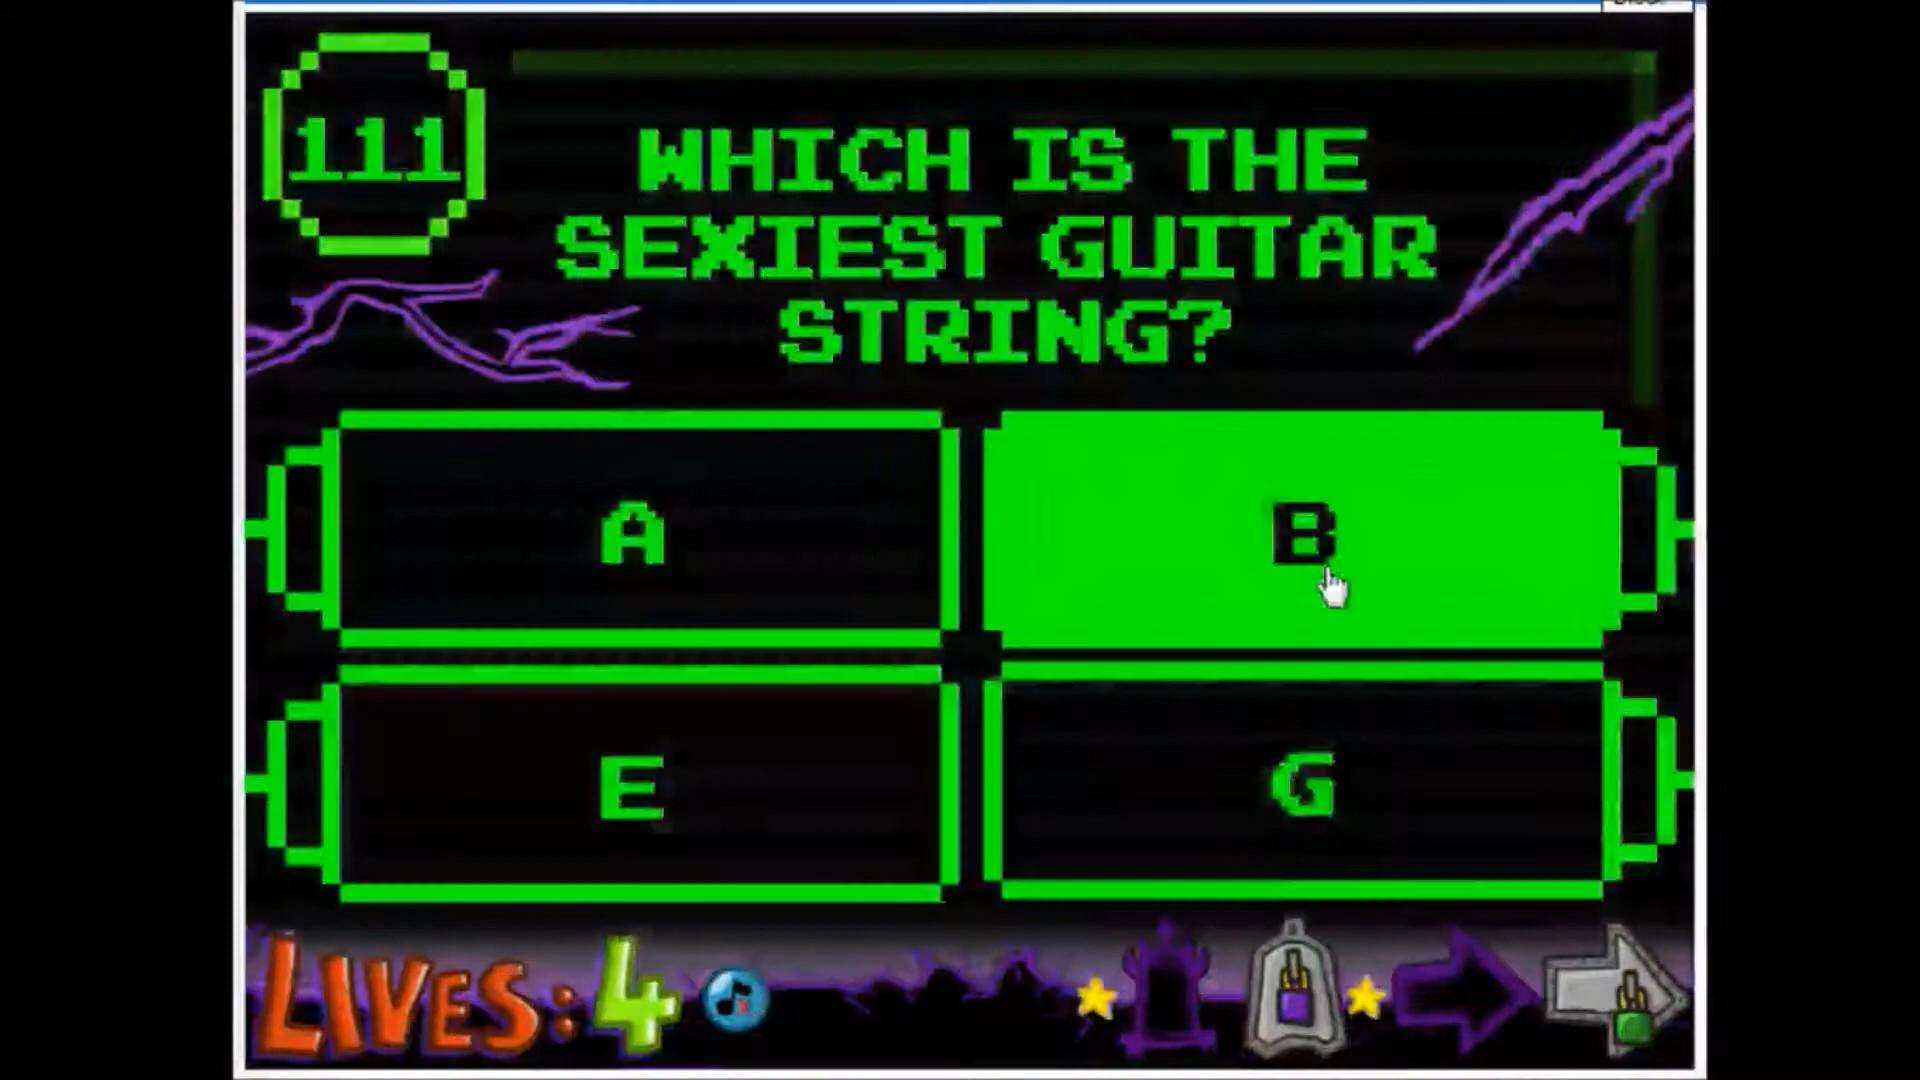 111
WHICH IS THE
SEXIEST GUITAR
STRING?
A
B
E
G
LIVES: 4